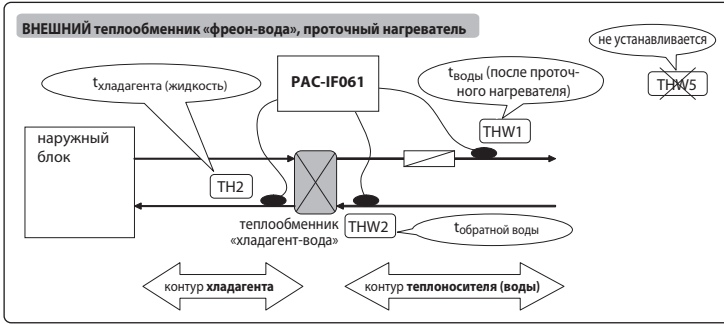 ВНЕШНИЙ теплообменник «фреон-вода», проточный нагреватель
не устанавливается
THW5
tхладагента (жидкость)
PAC-IF061
tводы (после проточ-
ного нагревателя)
THW1
наружный
блок
TH2
теплообменник
«хладагент-вода»
THW2
tобратной воды
контур хладагента
контур теплоносителя (воды)